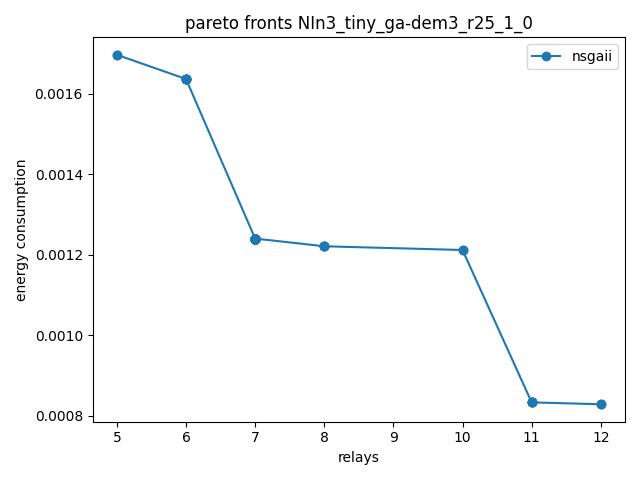 pareto fronts NIn3_tiny_ga-dem3_r25_1_0
nsgaii
energy consumption
0.0016
0.0014
0.0012
0.0010
0.0008
5 6 7 8 9 10 11 12
relays